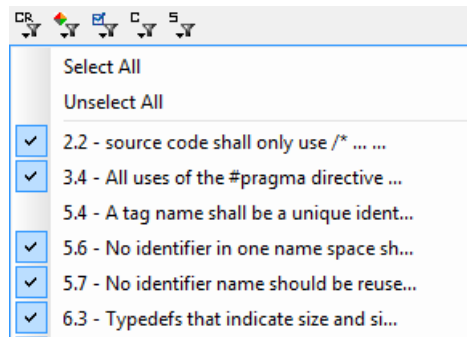 CR C S
Select All
Unselect All
2.2 - source code shall only use /* ... ...
3.4 - All uses of the #pragma directive ...
5.4 - A tag name shall be a unique ident...
5.6 - No identifier in one name space sh...
5.7 - No identifier name should be reuse...
6.3 - Typedefs that indicate size and si...